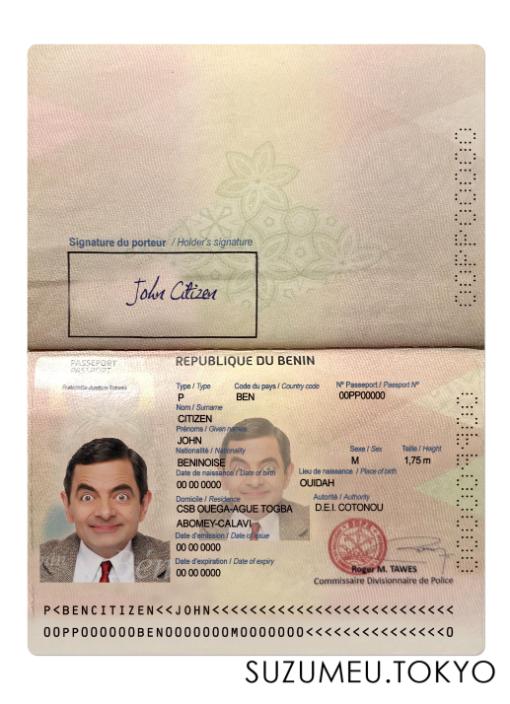 00PP00000
Signature du porteur / Holder's signature
John Citizen
PASSEPORT
PASSPORT
REPUBLIQUE DU BENIN
Fraternité Justice Travail
Type / Type Code du pays / Country code N° Passeport / Passport N°
P BEN 00PP00000
Nom / Surname
CITIZEN
Prénoms / Given names
JOHN
Nationalité / Nationality Sexe / Sex Taille / Height
BENINOISE M 1,75 m
Date de naissance / Date of birth Lieu de naissance / Place of birth
00 00 0000 OUIDAH
Domicile / Residence Autorité / Authority
CSB OUEGA-AGUE TOGBA D.E.I. COTONOU
ABOMEY-CALAVI
Date d'émission / Date of issue
00 00 0000
Date d'expiration / Date of expiry
00 00 0000
Roger M. TAWES
Commissaire Divisionnaire de Police
P<BENCITIZEN<<JOHN<<<<<<<<<<<<<<<<<<<<<<<<<<
00PP000000BEN0000000M0000000<<<<<<<<<<<<<<<0
SUZUMEU.TOKYO